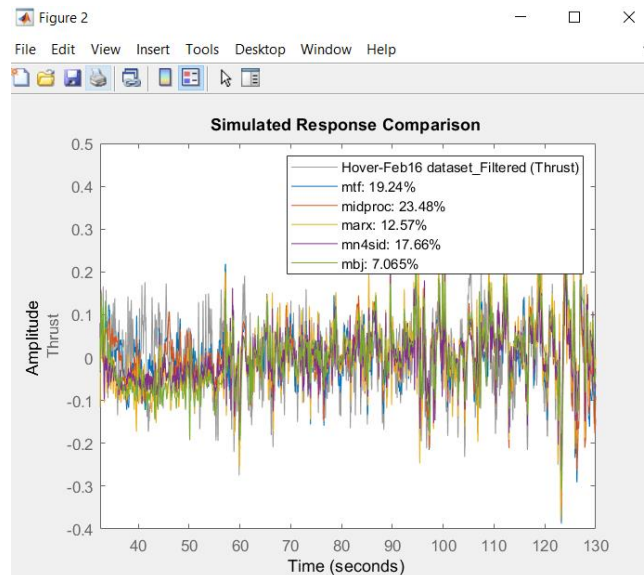 Figure 2
File Edit View Insert Tools Desktop Window Help
Simulated Response Comparison
Hover-Feb16 dataset_Filtered (Thrust)
mtf: 19.24%
midproc: 23.48%
marx: 12.57%
mn4sid: 17.66%
mbj: 7.065%
Amplitude
Thrust
0.5
0.4
0.3
0.2
0.1
0
-0.1
-0.2
-0.3
-0.4
40 50 60 70 80 90 100 110 120 130
Time (seconds)